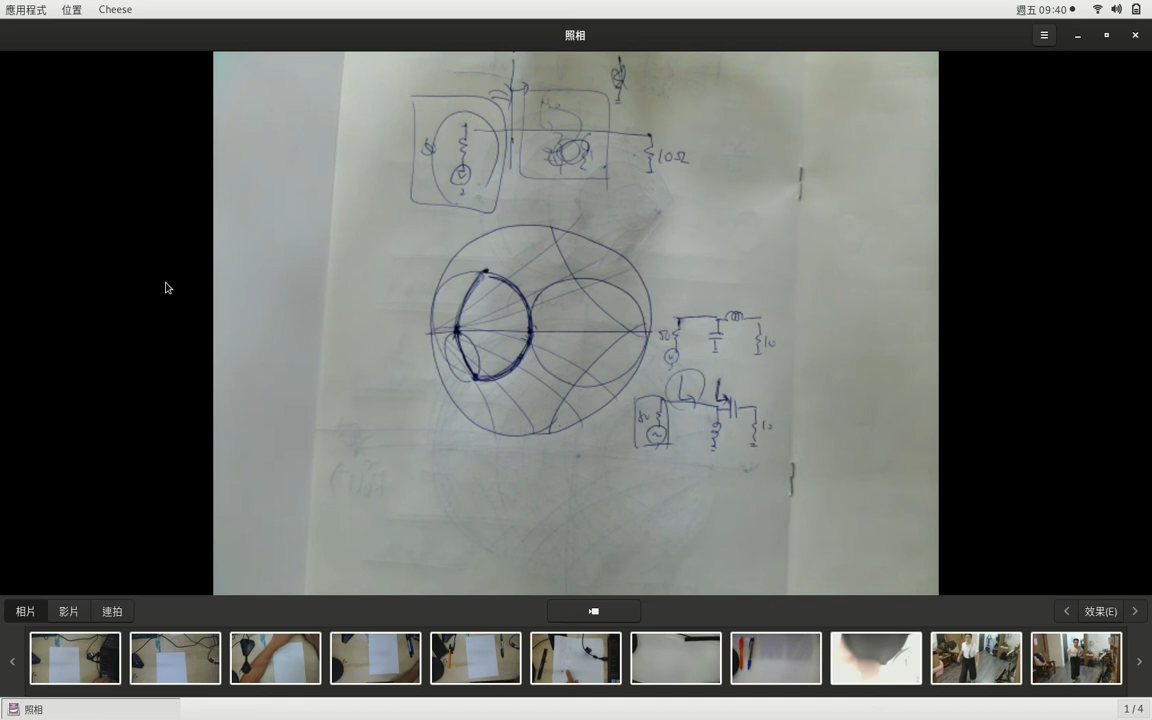 應用程式 位置 Cheese 週五 09:40
照相
10Ω
50
10
50
10
相片 影片 連拍 效果(E)
照相 1 / 4